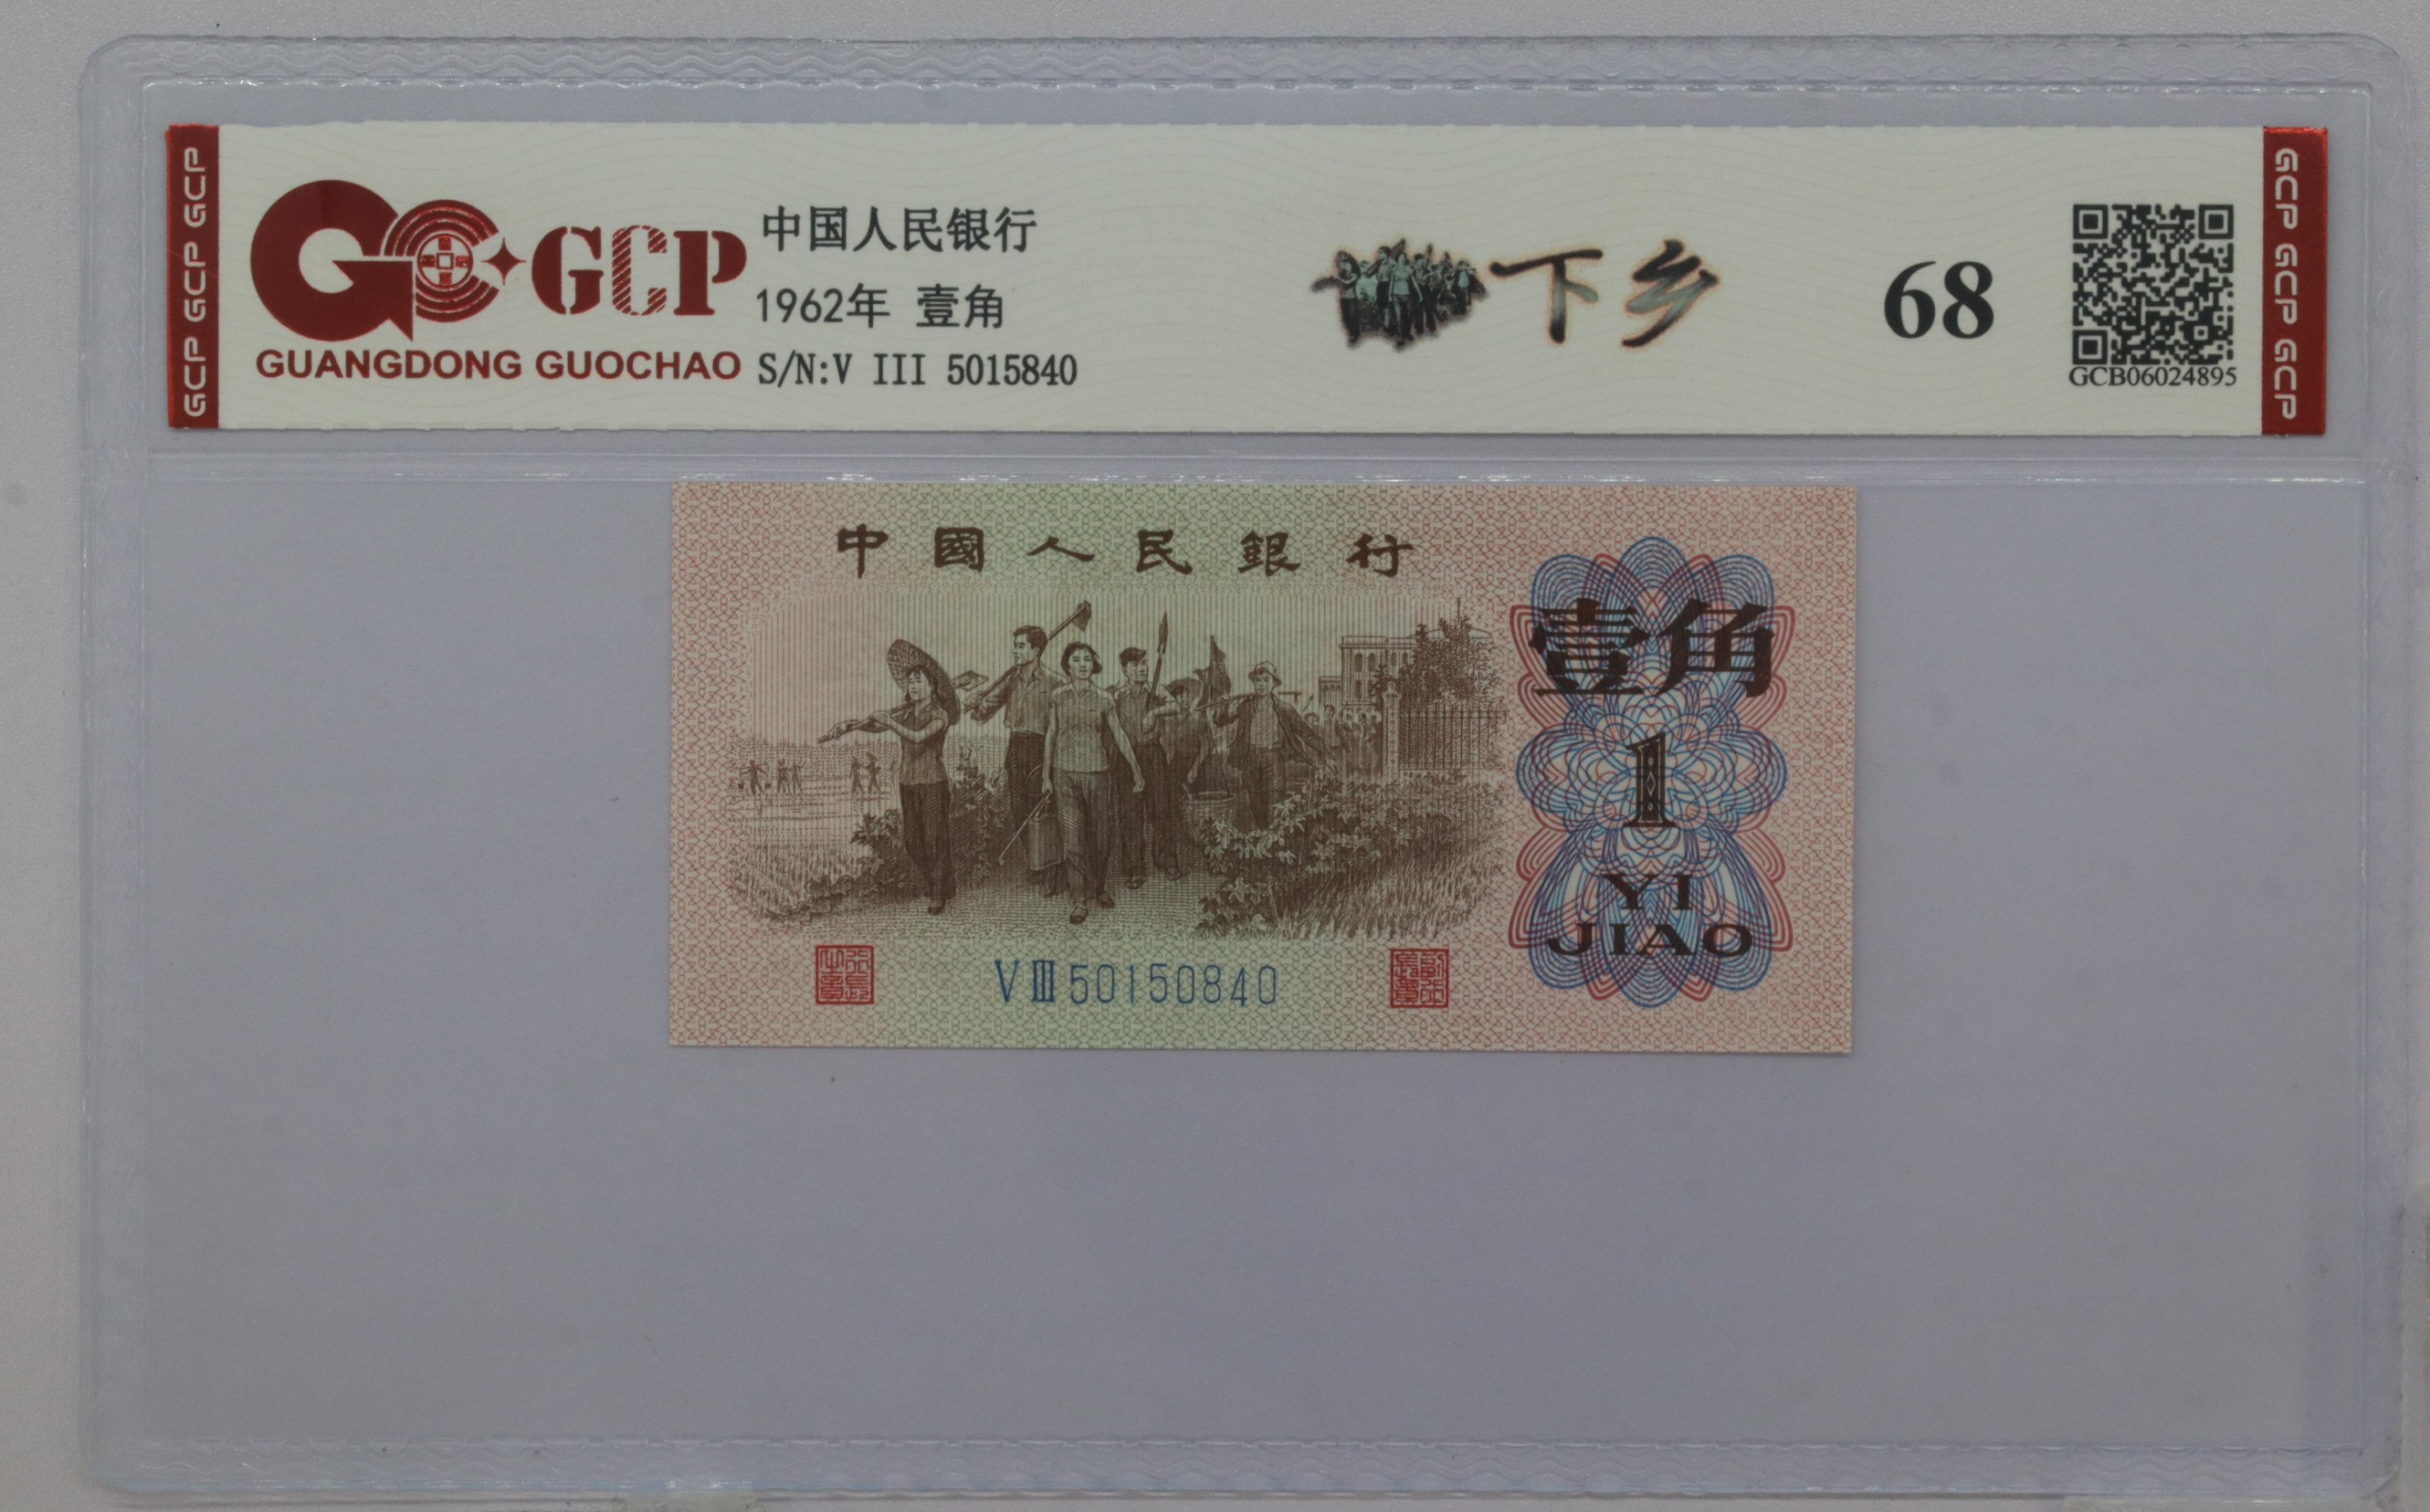 GCP GCP GCP
GCP
GUANGDONG GUOCHAO
中国人民银行
1962年 壹角
S/N:V III 5015840
下乡
68
GCB06024895
GCP GCP GCP
中國人民銀行
壹角
1
YI
JIAO
V III 50150840